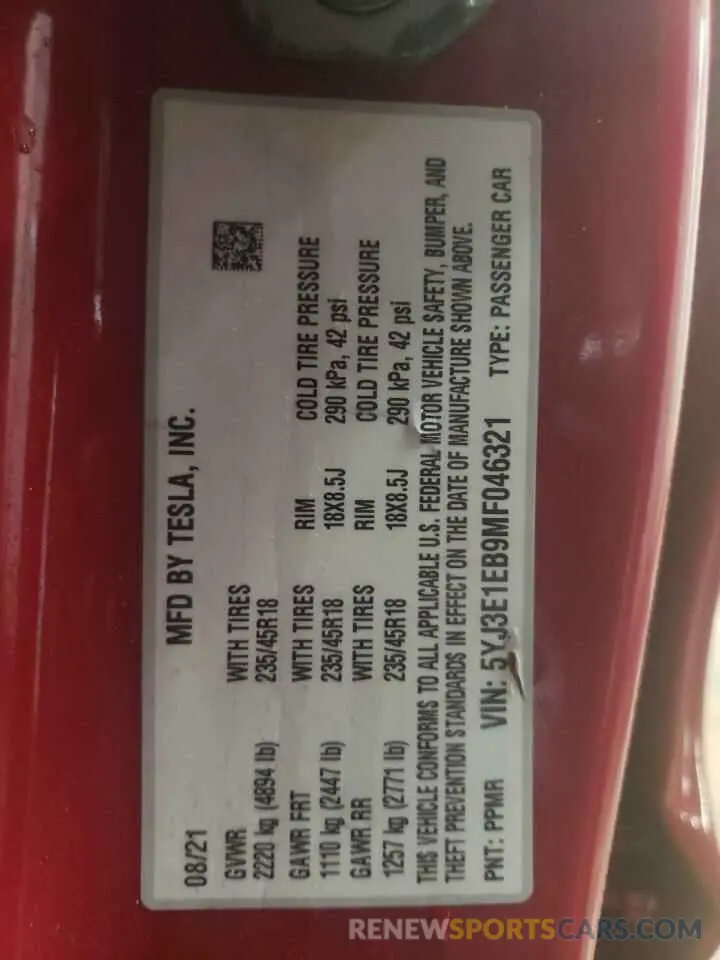 MFD BY TESLA, INC.
08/21
GVWR WITH TIRES
2220 kg (4894 lb) 235/45R18
GAWR FRT WITH TIRES RIM COLD TIRE PRESSURE
1110 kg (2447 lb) 235/45R18 18X8.5J 290 kPa, 42 psi
GAWR RR WITH TIRES RIM COLD TIRE PRESSURE
1257 kg (2771 lb) 235/45R18 18X8.5J 290 kPa, 42 psi
THIS VEHICLE CONFORMS TO ALL APPLICABLE U.S. FEDERAL MOTOR VEHICLE SAFETY, BUMPER, AND
THEFT PREVENTION STANDARDS IN EFFECT ON THE DATE OF MANUFACTURE SHOWN ABOVE.
PNT: PPMR VIN: 5YJ3E1EB9MF046321 TYPE: PASSENGER CAR
RENEWSPORTSCARS.COM